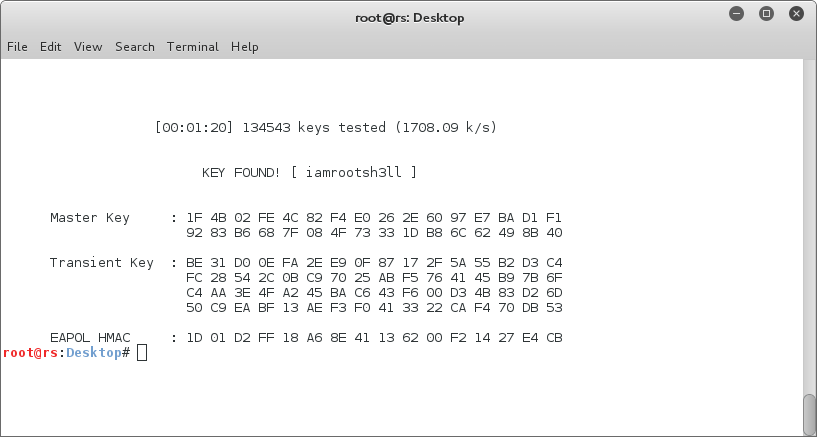 root@rs: Desktop
File Edit View Search Terminal Help
[00:01:20] 134543 keys tested (1708.09 k/s)
KEY FOUND! [ iamrootsh3ll ]
Master Key : 1F 4B 02 FE 4C 82 F4 E0 26 2E 60 97 E7 BA D1 F1
92 83 B6 68 7F 08 4F 73 33 1D B8 6C 62 49 8B 40
Transient Key : BE 31 D0 0E FA 2E E9 0F 87 17 2F 5A 55 B2 D3 C4
FC 28 54 2C 0B C9 70 25 AB F5 76 41 45 B9 7B 6F
C4 AA 3E 4F A2 45 BA C6 43 F6 00 D3 4B 83 D2 6D
50 C9 EA BF 13 AE F3 F0 41 33 22 CA F4 70 DB 53
EAPOL HMAC : 1D 01 D2 FF 18 A6 8E 41 13 62 00 F2 14 27 E4 CB
root@rs:Desktop#